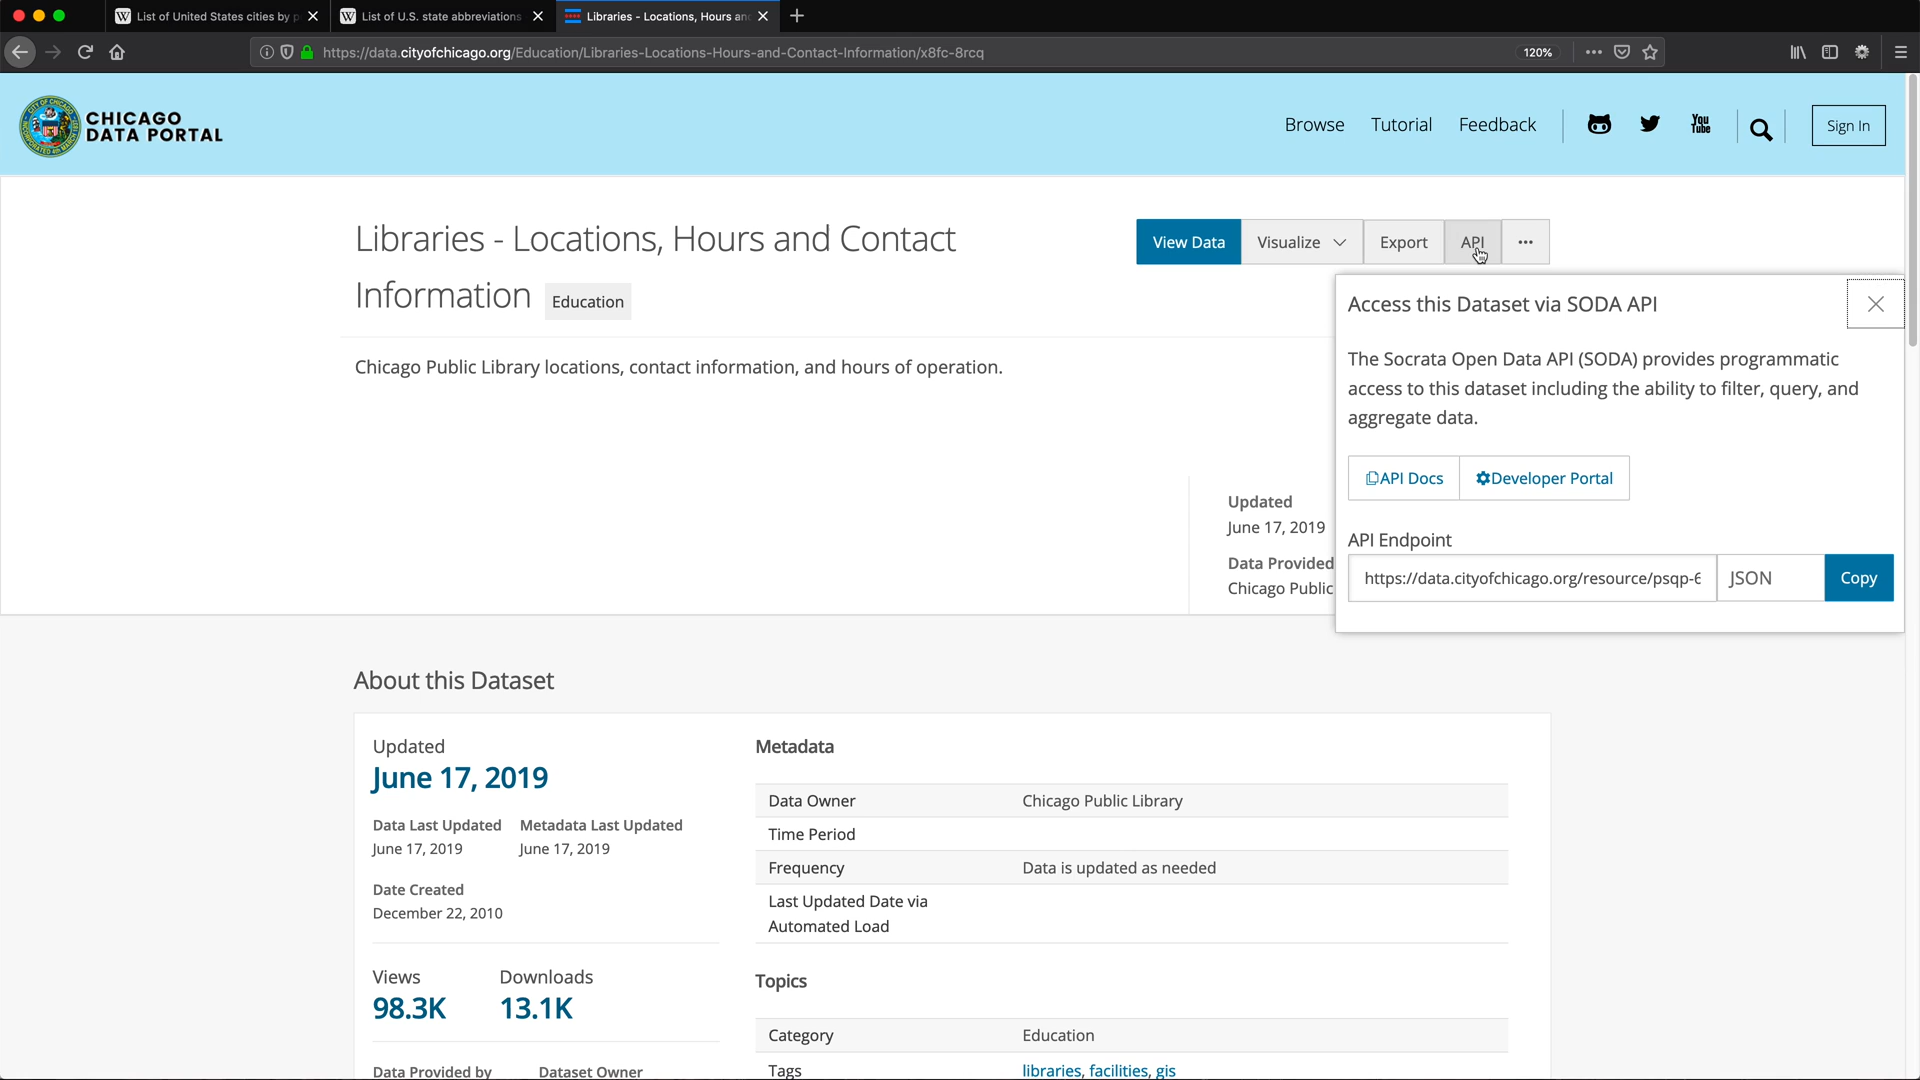 List of United States cities by p
List of U.S. state abbreviations
Libraries - Locations, Hours an
https://data.cityofchicago.org/Education/Libraries-Locations-Hours-and-Contact-Information/x8fc-8rcq
120%
CHICAGO
DATA PORTAL
Browse
Tutorial
Feedback
You
Tube
Sign In
Libraries - Locations, Hours and Contact
Information
Education
View Data
Visualize
Export
API
Chicago Public Library locations, contact information, and hours of operation.
Access this Dataset via SODA API
The Socrata Open Data API (SODA) provides programmatic
access to this dataset including the ability to filter, query, and
aggregate data.
API Docs
Developer Portal
API Endpoint
https://data.cityofchicago.org/resource/psqp-6
JSON
Copy
Updated
June 17, 2019
Data Provided
Chicago Public
About this Dataset
Updated
June 17, 2019
Data Last Updated
June 17, 2019
Metadata Last Updated
June 17, 2019
Date Created
December 22, 2010
Views
98.3K
Downloads
13.1K
Data Provided by
Dataset Owner
Metadata
Data Owner
Chicago Public Library
Time Period
Frequency
Data is updated as needed
Last Updated Date via
Automated Load
Topics
Category
Education
Tags
libraries, facilities, gis